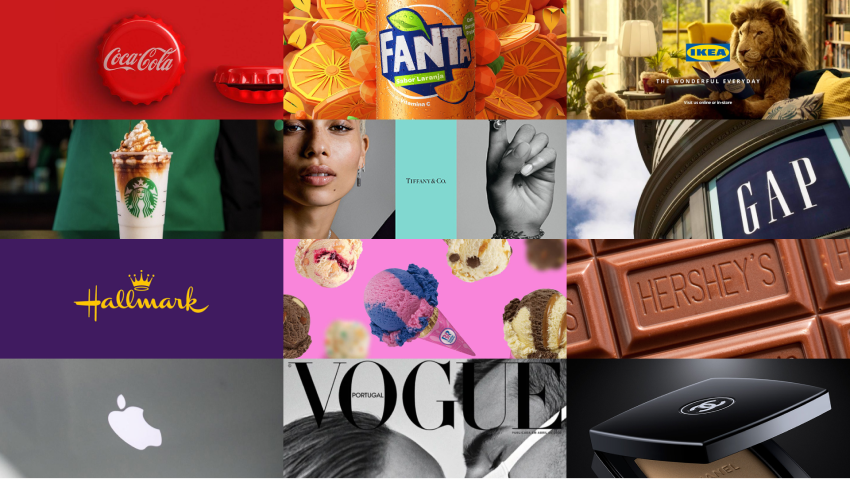 Coca-Cola
FANTA
Sabor Laranja
Vitamina C
IKEA
THE WONDERFUL EVERYDAY
Visit us online or in-store
TIFFANY & CO.
GAP
Hallmark
HERSHEY'S
VOGUE
PORTUGAL
CHANEL